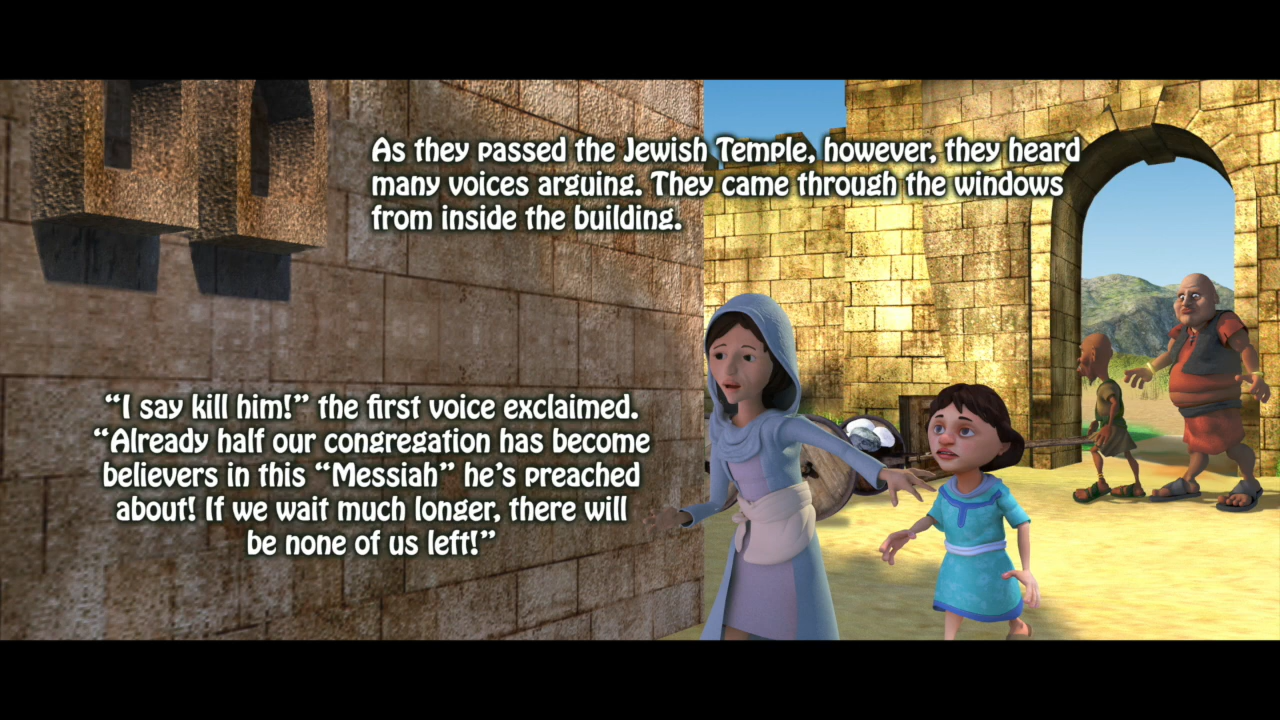 As they passed the Jewish Temple, however, they heard
many voices arguing. They came through the windows
from inside the building.
“I say kill him!” the first voice exclaimed.
“Already half our congregation has become
believers in this “Messiah” he’s preached
about! If we wait much longer, there will
be none of us left!”